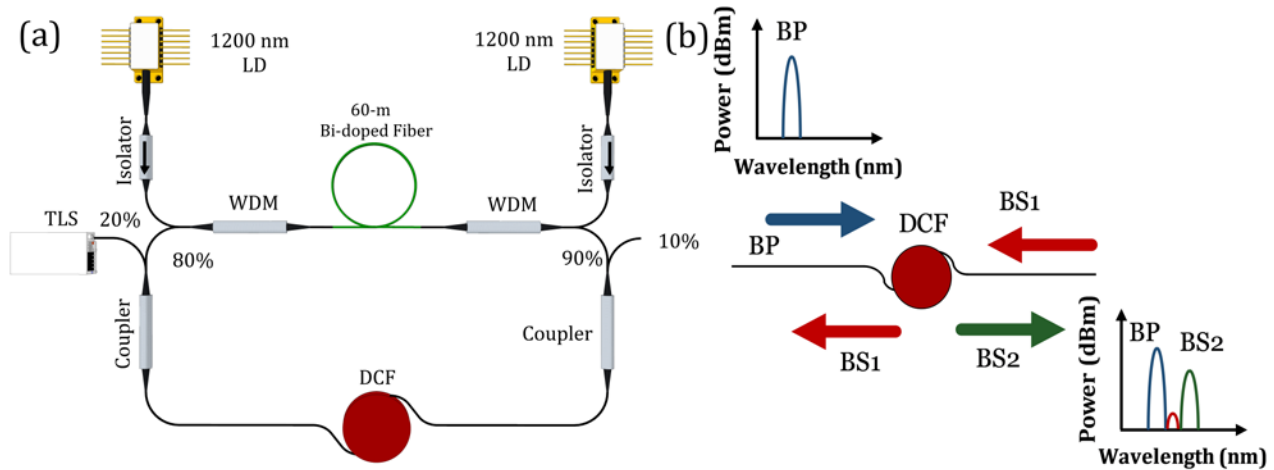 (a)
1200 nm
LD
1200 nm
LD
60-m
Bi-doped Fiber
Isolator
Isolator
WDM
WDM
TLS
20%
80%
90%
10%
Coupler
Coupler
DCF
(b)
Power (dBm)
BP
Wavelength (nm)
BP
DCF
BS1
BS1
BS2
Power (dBm)
BP
BS2
Wavelength (nm)